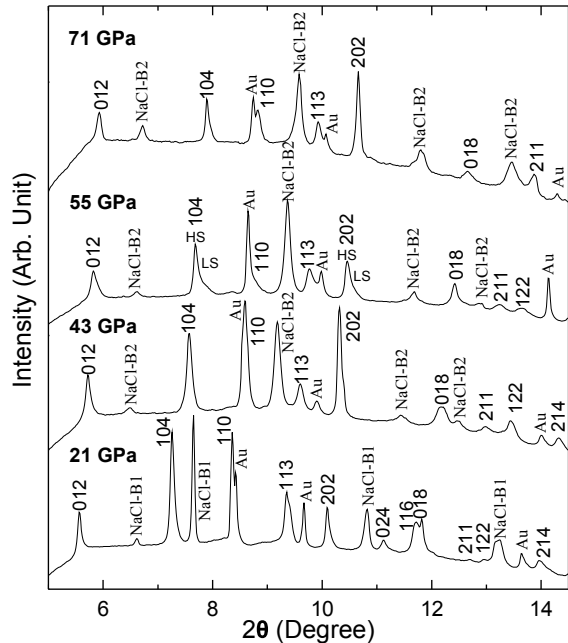 71 GPa
012
NaCl-B2
104
Au
110
NaCl-B2
113
Au
202
NaCl-B2
018
NaCl-B2
211
Au
55 GPa
012
NaCl-B2
104
HS
LS
Au
110
NaCl-B2
113
Au
202
HS
LS
NaCl-B2
018
NaCl-B2
211
122
Au
43 GPa
012
NaCl-B2
104
Au
110
NaCl-B2
113
Au
202
NaCl-B2
018
NaCl-B2
211
122
Au
214
21 GPa
012
NaCl-B1
104
NaCl-B1
110
Au
113
Au
202
NaCl-B1
024
116
018
211
122
NaCl-B1
Au
214
Intensity (Arb. Unit)
6 8 10 12 14
2θ (Degree)